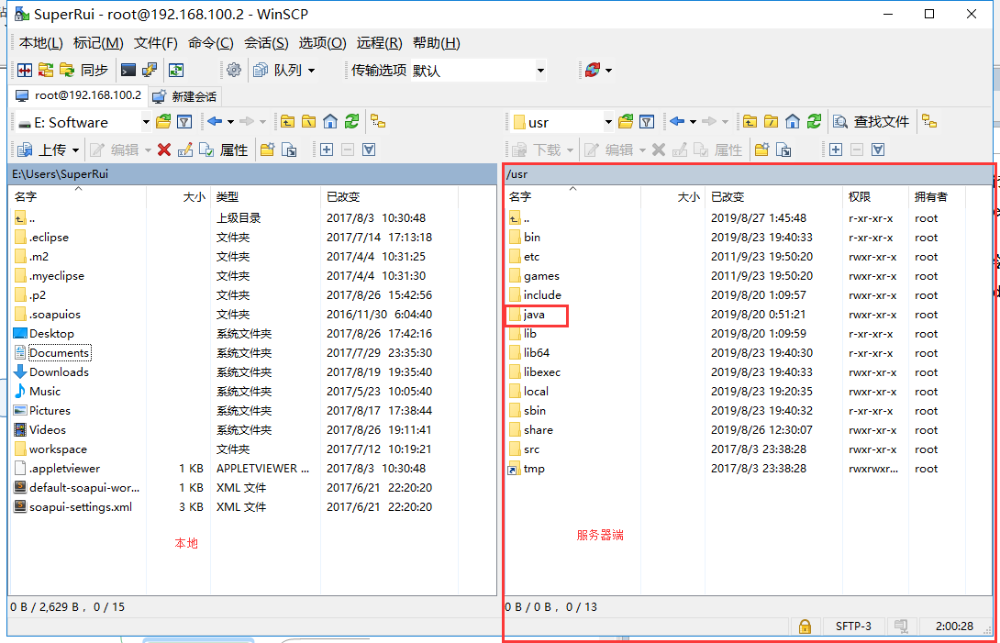 SuperRui - root@192.168.100.2 - WinSCP
本地(L) 标记(M) 文件(F) 命令(C) 会话(S) 选项(O) 远程(R) 帮助(H)
同步 队列 传输选项 默认
root@192.168.100.2 新建会话
E: Software
上传 编辑 属性
E:\Users\SuperRui
名字 大小 类型 已改变
.. 上级目录 2017/8/3 10:30:48
.eclipse 文件夹 2017/7/14 17:13:18
.m2 文件夹 2017/4/4 10:31:25
.myeclipse 文件夹 2017/4/4 10:31:30
.p2 文件夹 2017/8/26 15:42:56
.soapuios 文件夹 2016/11/30 6:04:40
Desktop 系统文件夹 2017/8/26 17:42:16
Documents 系统文件夹 2017/7/29 23:35:30
Downloads 系统文件夹 2017/8/19 19:35:40
Music 系统文件夹 2017/5/23 10:05:40
Pictures 系统文件夹 2017/8/17 17:38:44
Videos 系统文件夹 2017/8/26 19:11:41
workspace 文件夹 2017/7/12 10:19:21
.appletviewer 1 KB APPLETVIEWER ... 2017/8/3 10:30:48
default-soapui-wor... 1 KB XML 文件 2017/6/21 22:20:20
soapui-settings.xml 3 KB XML 文件 2017/6/21 22:20:20
本地
0 B / 2,629 B， 0 / 15
usr 查找文件
下载 编辑 属性
/usr
名字 大小 已改变 权限 拥有者
.. 2019/8/27 1:45:48 r-xr-xr-x root
bin 2019/8/23 19:40:33 r-xr-xr-x root
etc 2011/9/23 19:50:20 rwxr-xr-x root
games 2011/9/23 19:50:20 rwxr-xr-x root
include 2019/8/20 1:09:57 rwxr-xr-x root
java 2019/8/20 0:51:21 rwxr-xr-x root
lib 2019/8/20 1:09:59 r-xr-xr-x root
lib64 2019/8/23 19:40:30 r-xr-xr-x root
libexec 2019/8/23 19:40:33 rwxr-xr-x root
local 2019/8/23 19:20:35 rwxr-xr-x root
sbin 2019/8/23 19:40:32 r-xr-xr-x root
share 2019/8/26 12:30:07 rwxr-xr-x root
src 2017/8/3 23:38:28 rwxr-xr-x root
tmp 2017/8/3 23:38:28 rwxrwxr... root
服务器端
0 B / 0 B， 0 / 13
SFTP-3 2:00:28